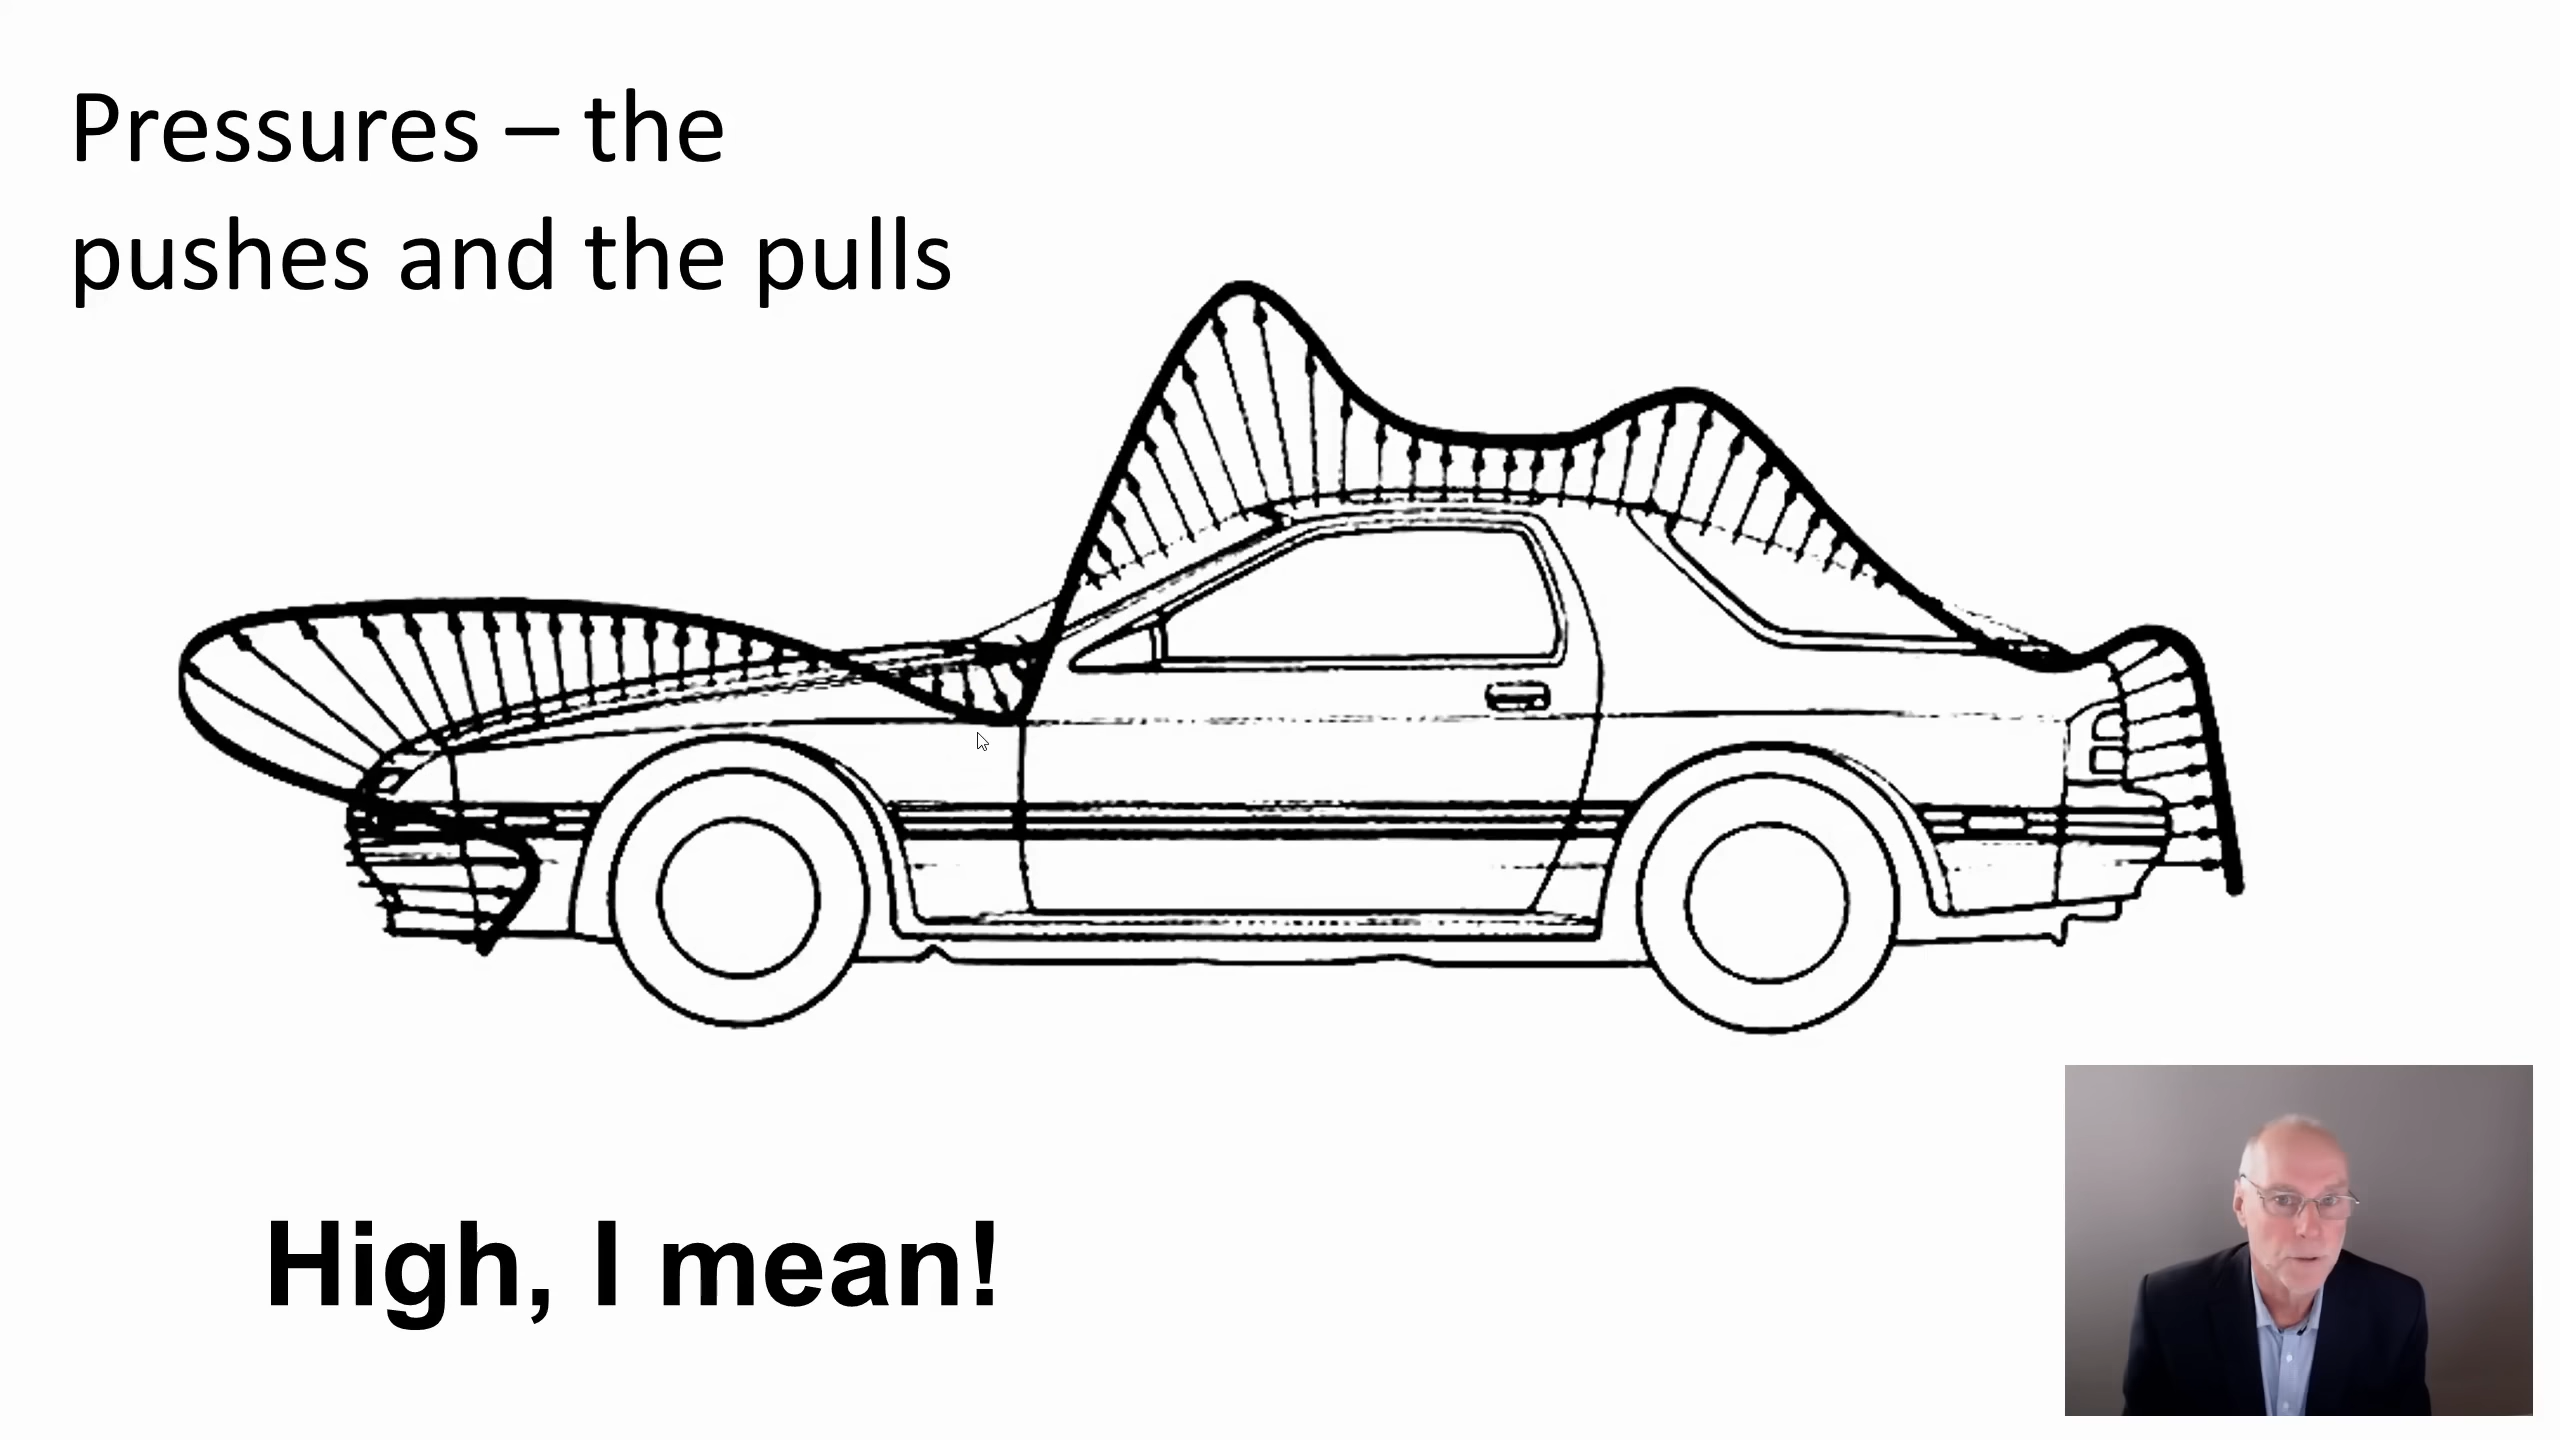 Pressures – the
pushes and the pulls
High, I mean!